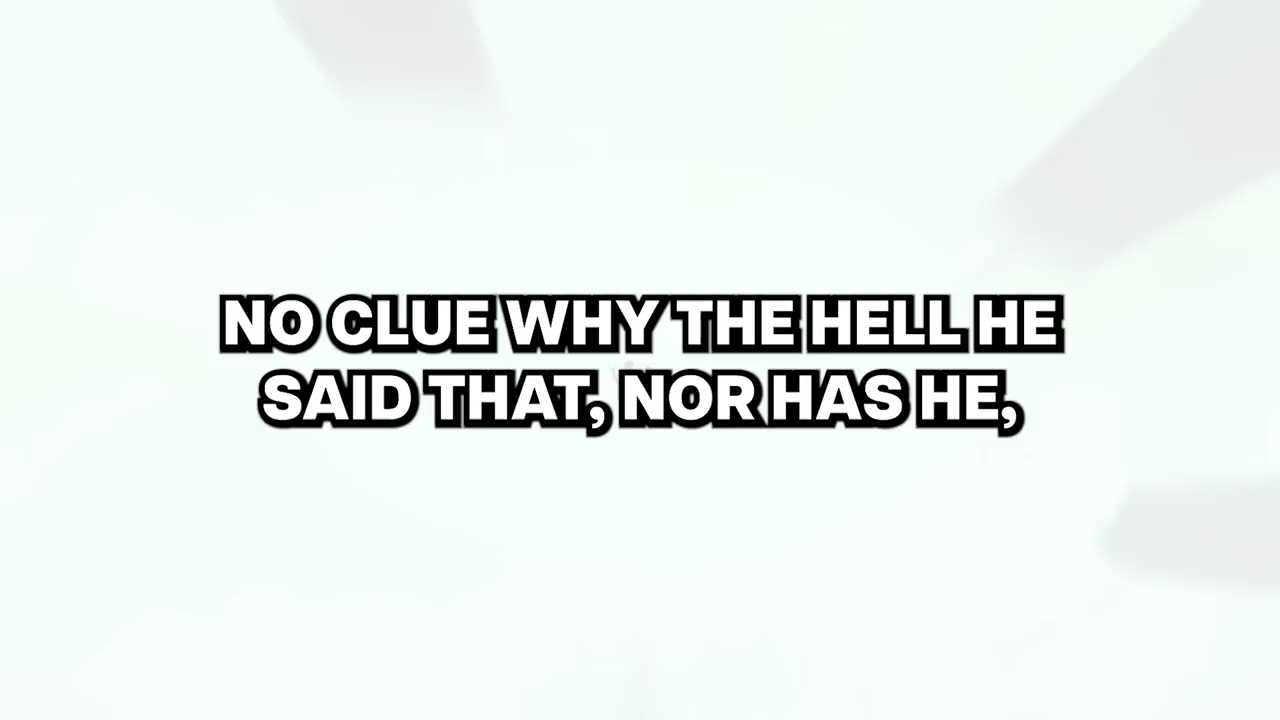 NO CLUE WHY THE HELL HE
SAID THAT, NOR HAS HE,